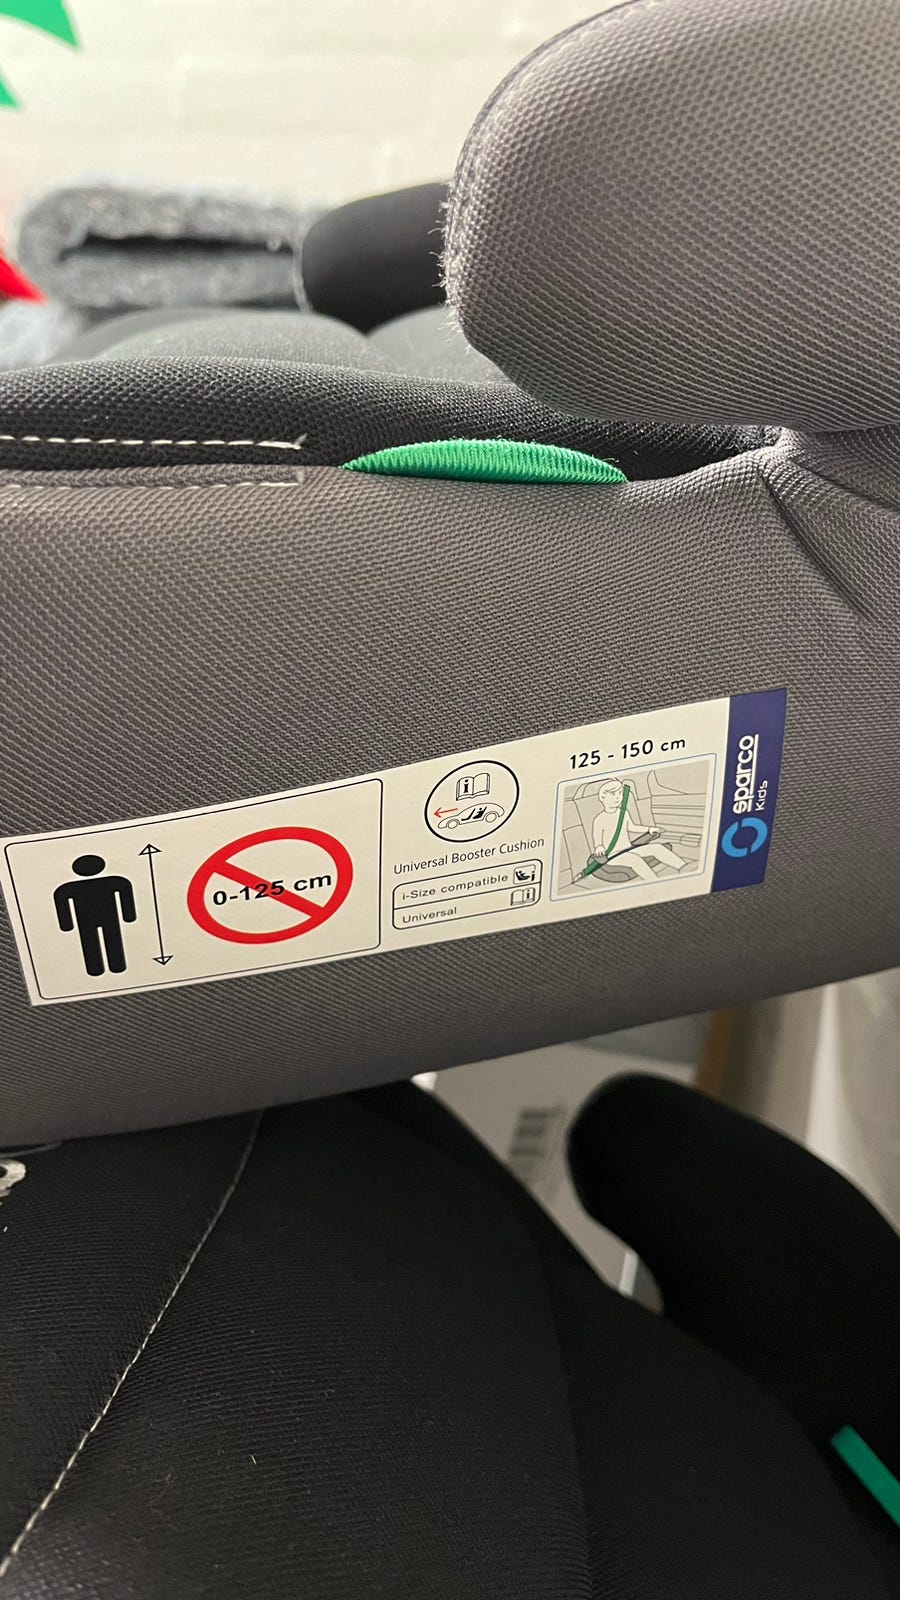 0-125 cm
Universal Booster Cushion
i-Size compatible
Universal
125 - 150 cm
sparco
Kids